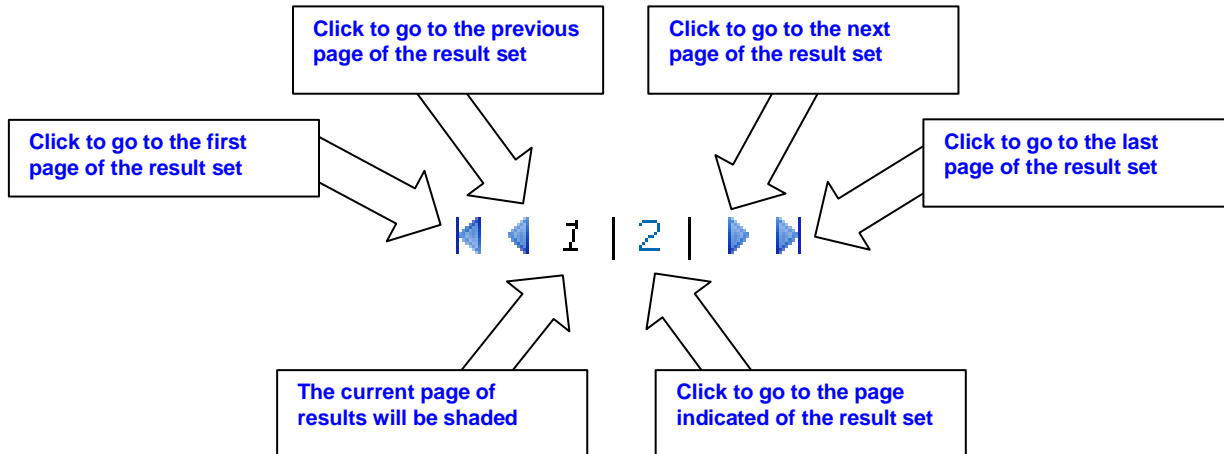 Click to go to the previous
page of the result set
Click to go to the next
page of the result set
Click to go to the first
page of the result set
Click to go to the last
page of the result set
1 | 2 |
The current page of
results will be shaded
Click to go to the page
indicated of the result set